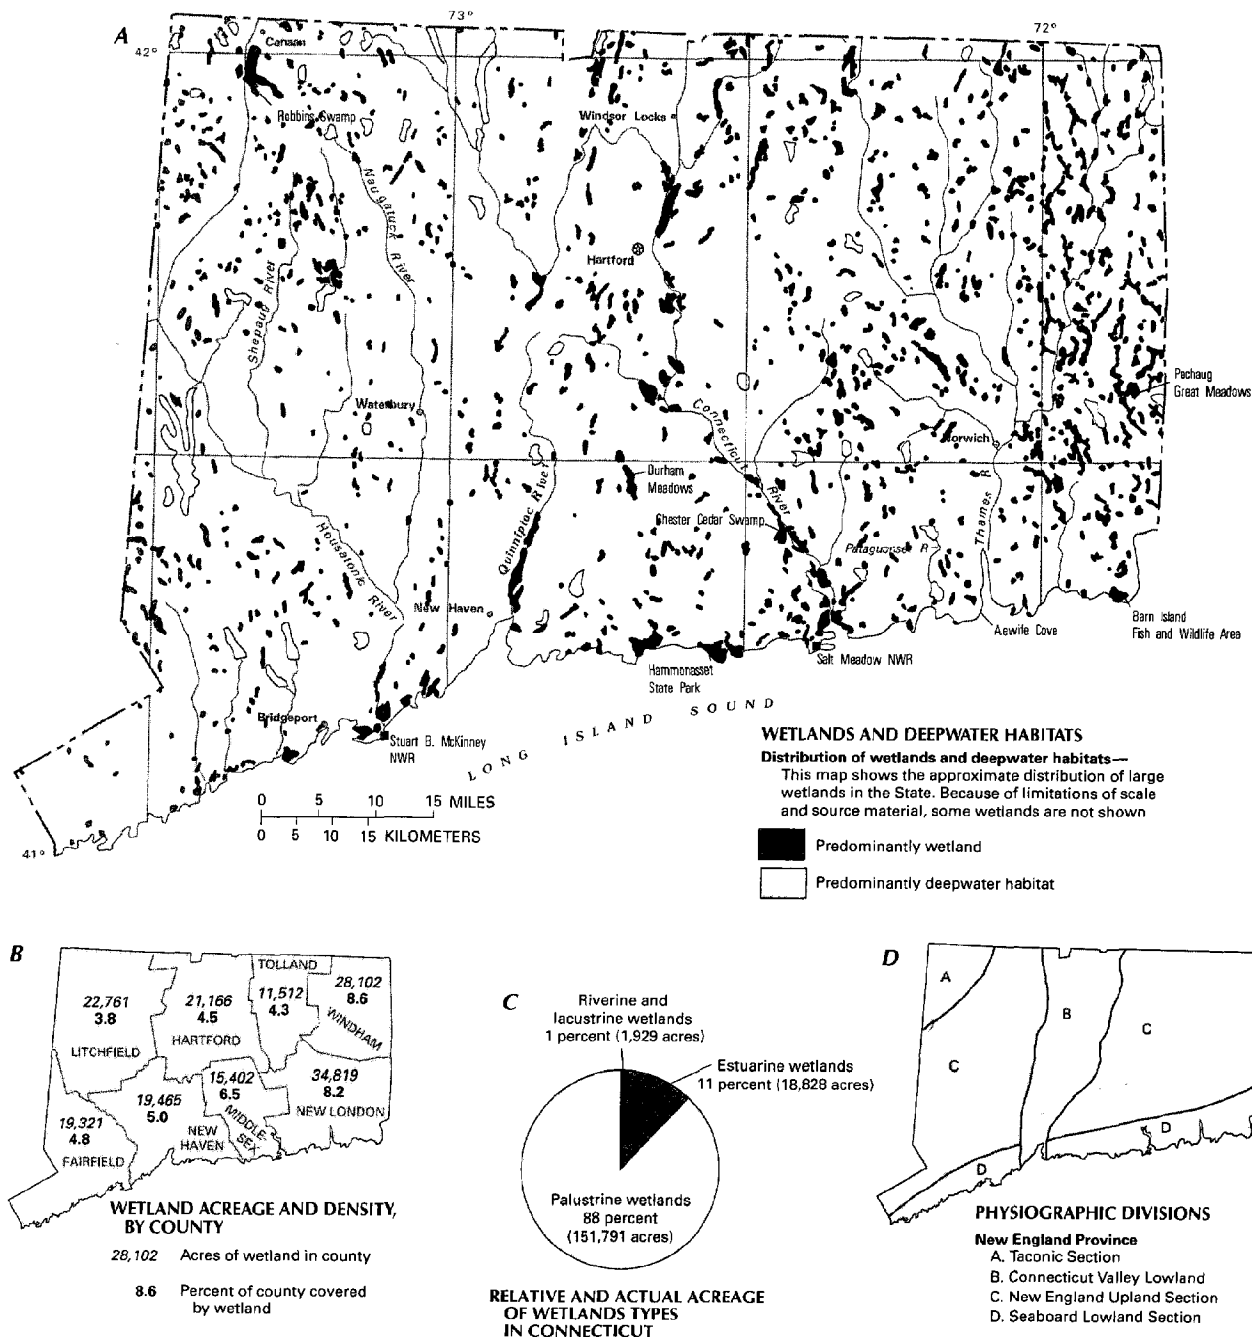 A
73°
72°
42°
Canaan
Robbins Swamp
Windsor Locks
Naugatuck River
Hartford
Shepaug River
Pachaug
Great Meadows
Waterbury
Connecticut River
Norwich
Durham
Meadows
Quinnipiac River
Chester Cedar Swamp
Thames R
Housatonic River
New Haven
Barn Island
Fish and Wildlife Area
Aewife Cove
Salt Meadow NWR
Hammonasset
State Park
Bridgeport
Stuart B. McKinney
NWR
LONG ISLAND SOUND
0 5 10 15 MILES
0 5 10 15 KILOMETERS
41°
WETLANDS AND DEEPWATER HABITATS
Distribution of wetlands and deepwater habitats—
This map shows the approximate distribution of large
wetlands in the State. Because of limitations of scale
and source material, some wetlands are not shown
Predominantly wetland
Predominantly deepwater habitat
B
TOLLAND
22,761
3.8
LITCHFIELD
21,166
4.5
HARTFORD
11,512
4.3
28,102
8.6
WINDHAM
19,321
4.8
FAIRFIELD
19,465
5.0
NEW
HAVEN
15,402
6.5
MIDDLE-
SEX
34,819
8.2
NEW LONDON
WETLAND ACREAGE AND DENSITY,
BY COUNTY
28,102 Acres of wetland in county
8.6 Percent of county covered
by wetland
C
Riverine and
lacustrine wetlands
1 percent (1,929 acres)
Estuarine wetlands
11 percent (18,828 acres)
Palustrine wetlands
88 percent
(151,791 acres)
RELATIVE AND ACTUAL ACREAGE
OF WETLANDS TYPES
IN CONNECTICUT
D
A
B
C
C
D
D
PHYSIOGRAPHIC DIVISIONS
New England Province
A. Taconic Section
B. Connecticut Valley Lowland
C. New England Upland Section
D. Seaboard Lowland Section